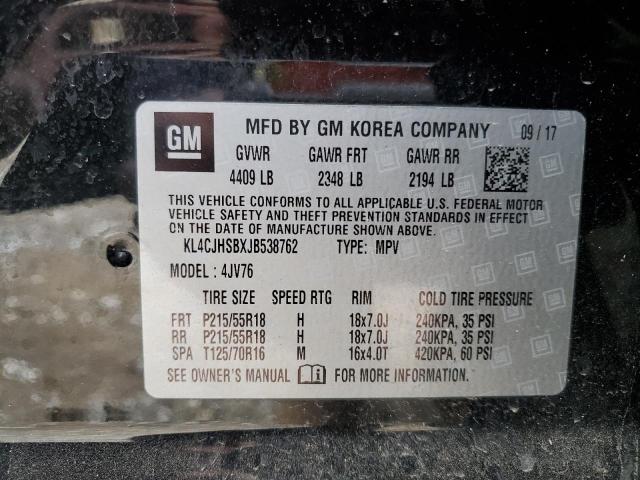 GM MFD BY GM KOREA COMPANY 09 / 17
GVWR GAWR FRT GAWR RR
4409 LB 2348 LB 2194 LB
THIS VEHICLE CONFORMS TO ALL APPLICABLE U.S. FEDERAL MOTOR
VEHICLE SAFETY AND THEFT PREVENTION STANDARDS IN EFFECT
ON THE DATE OF MANUFACTURE SHOWN ABOVE.
KL4CJHSBXJB538762 TYPE: MPV
MODEL : 4JV76
TIRE SIZE SPEED RTG RIM COLD TIRE PRESSURE
FRT P215/55R18 H 18x7.0J 240KPA, 35 PSI
RR P215/55R18 H 18x7.0J 240KPA, 35 PSI
SPA T125/70R16 M 16x4.0T 420KPA, 60 PSI
SEE OWNER'S MANUAL FOR MORE INFORMATION.